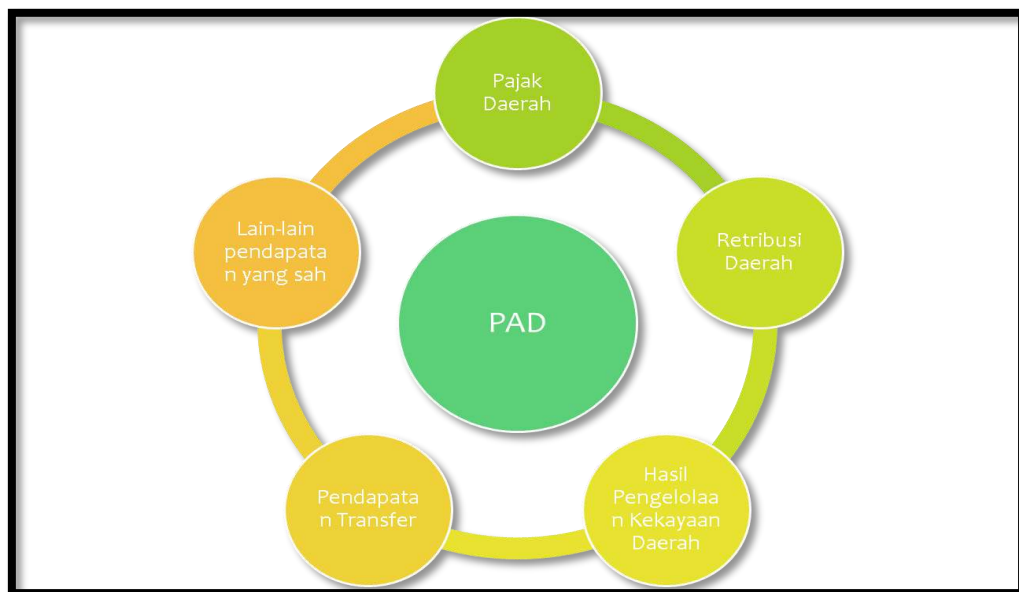 Pajak
Daerah
Retribusi
Daerah
Hasil
Pengelolaa
n Kekayaan
Daerah
Pendapata
n Transfer
Lain-lain
pendapata
n yang sah
PAD